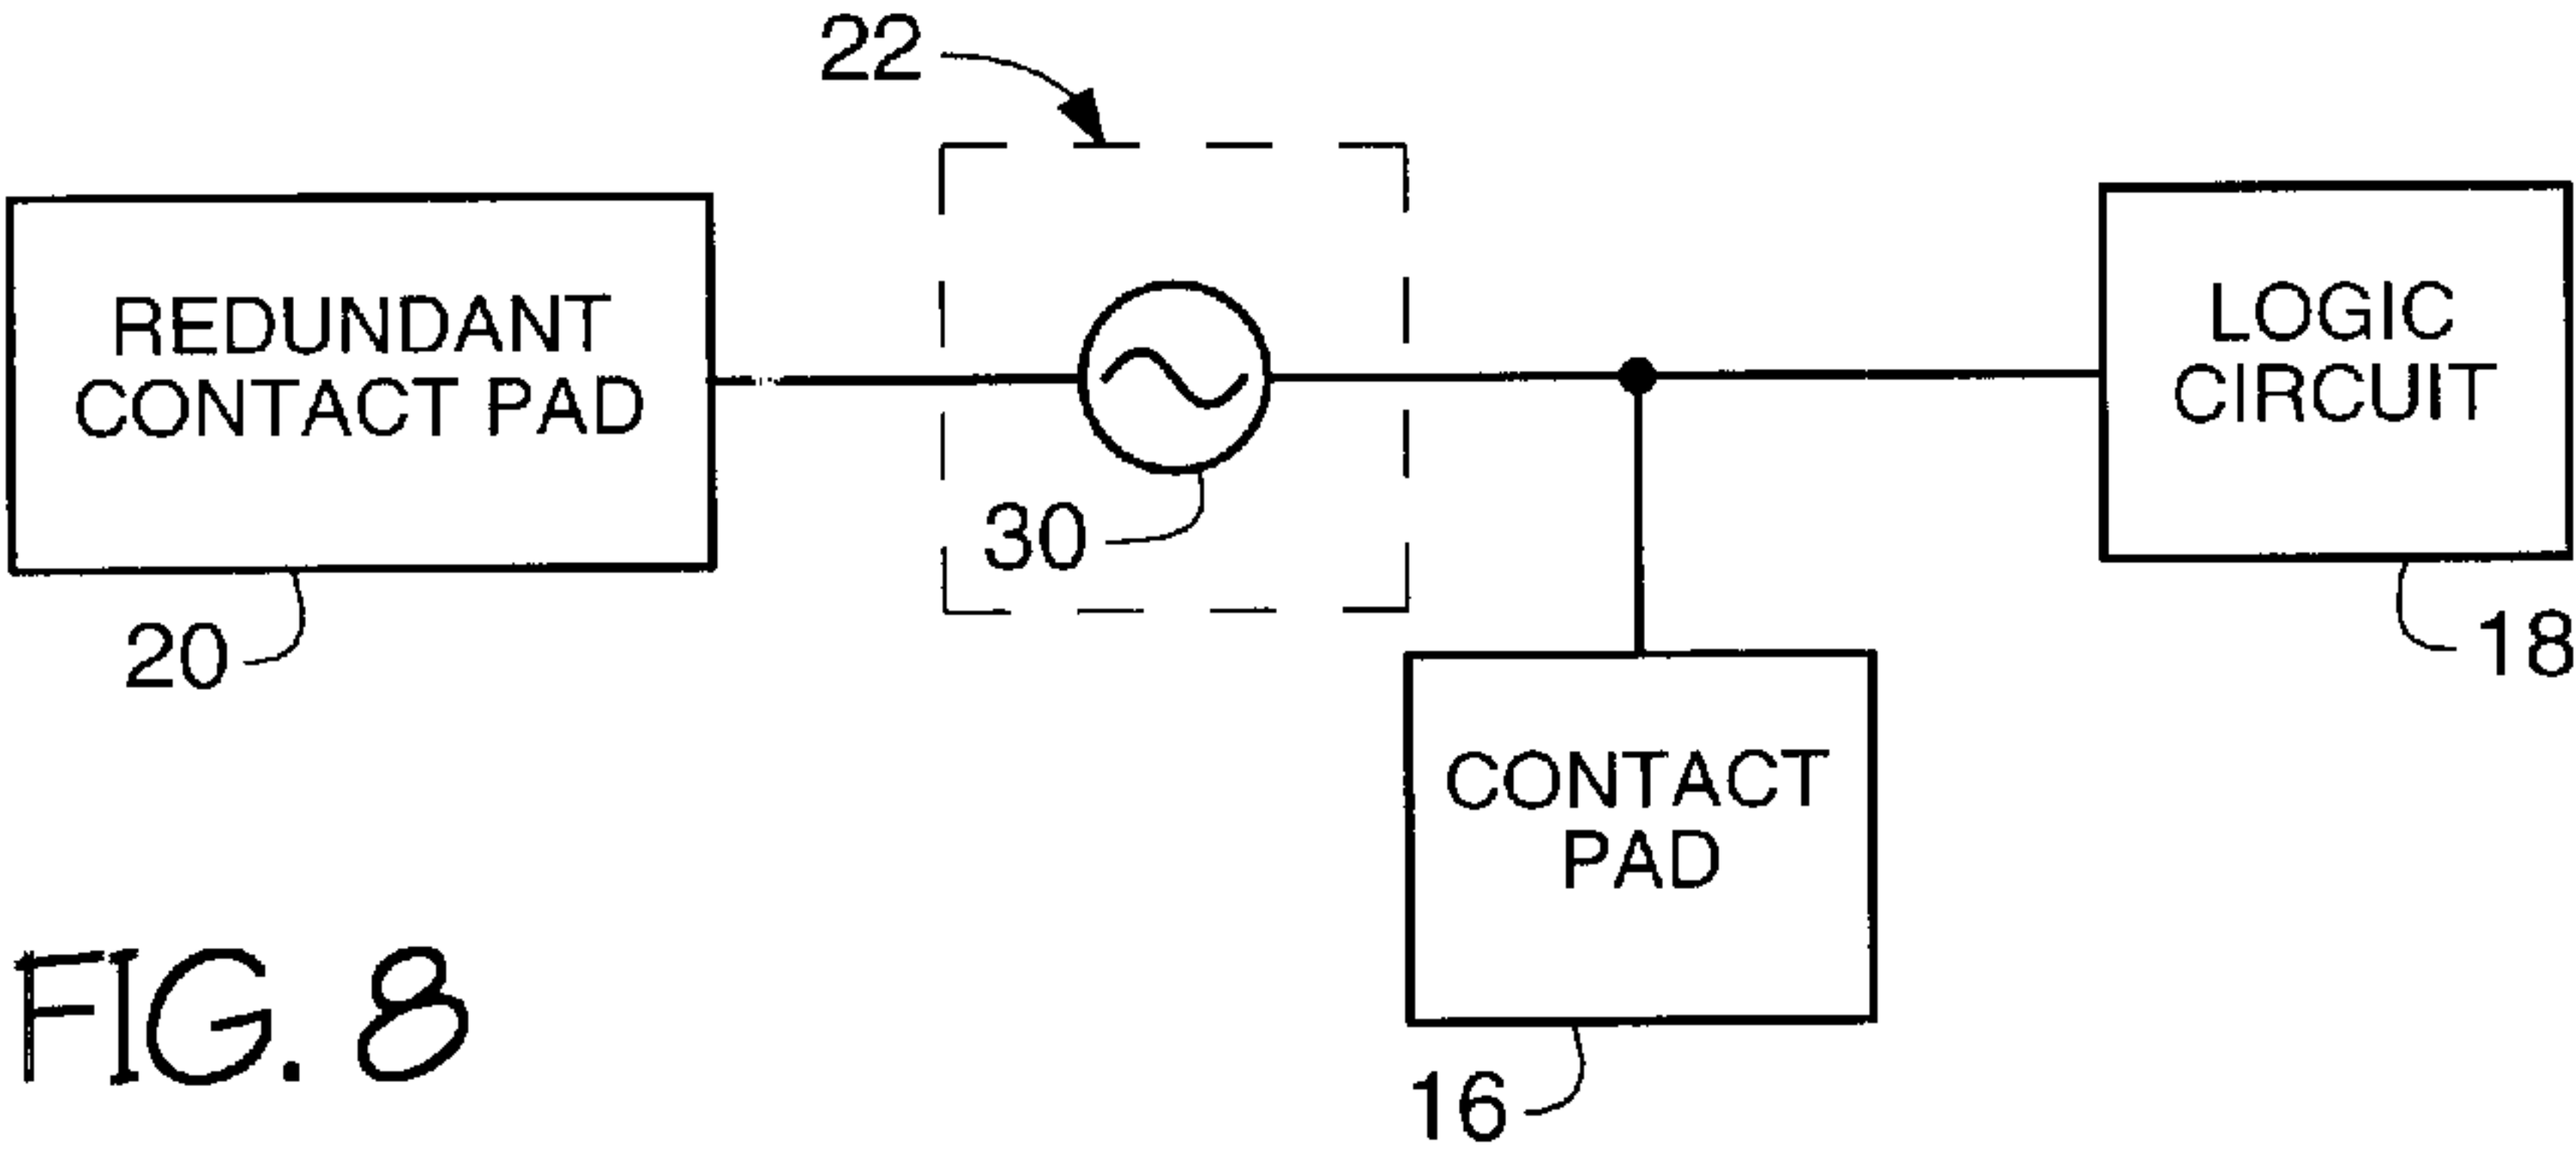 22
REDUNDANT
CONTACT PAD
LOGIC
CIRCUIT
30
20
18
CONTACT
PAD
16
FIG. 8